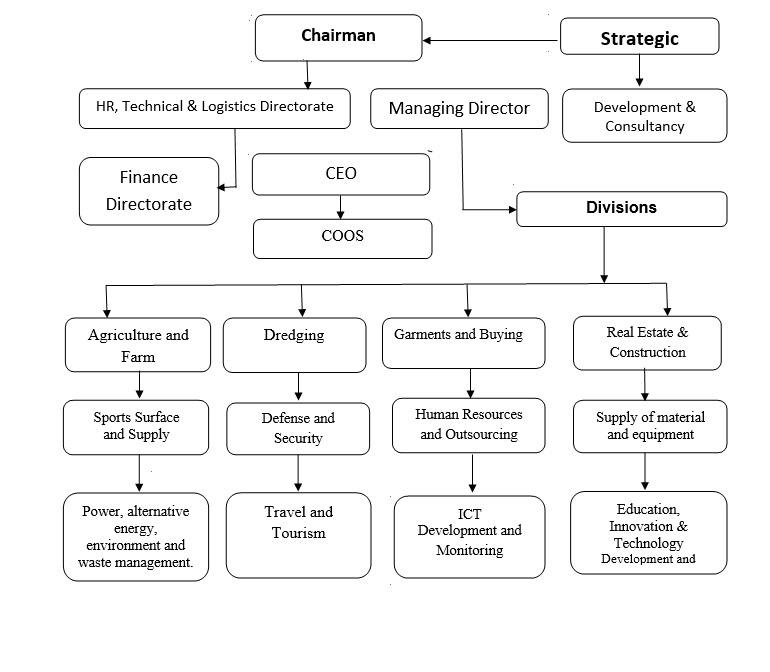 Chairman
Strategic
HR, Technical & Logistics Directorate
Managing Director
Development &
Consultancy
Finance
Directorate
CEO
COOS
Divisions
Agriculture and
Farm
Dredging
Garments and Buying
Real Estate &
Construction
Sports Surface
and Supply
Defense and
Security
Human Resources
and Outsourcing
Supply of material
and equipment
Power, alternative
energy,
environment and
waste management.
Travel and
Tourism
ICT
Development and
Monitoring
Education,
Innovation &
Technology
Development and